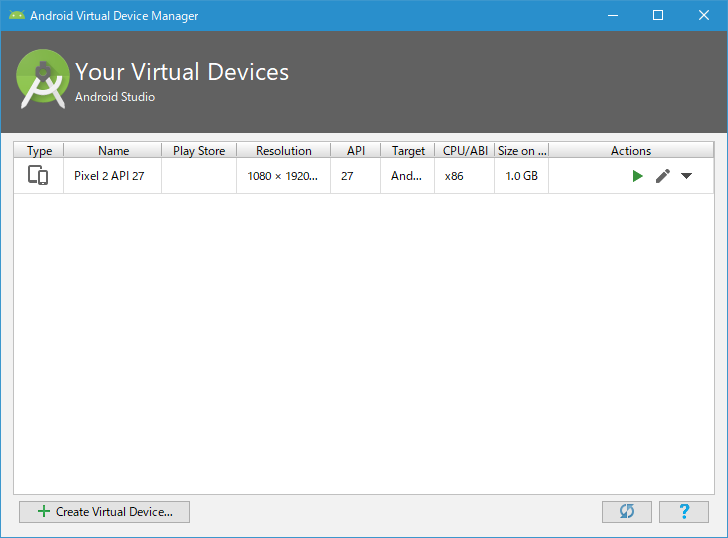 Android Virtual Device Manager
Your Virtual Devices
Android Studio
Type Name Play Store Resolution API Target CPU/ABI Size on ... Actions
Pixel 2 API 27 1080 × 1920... 27 And... x86 1.0 GB
Create Virtual Device...
?